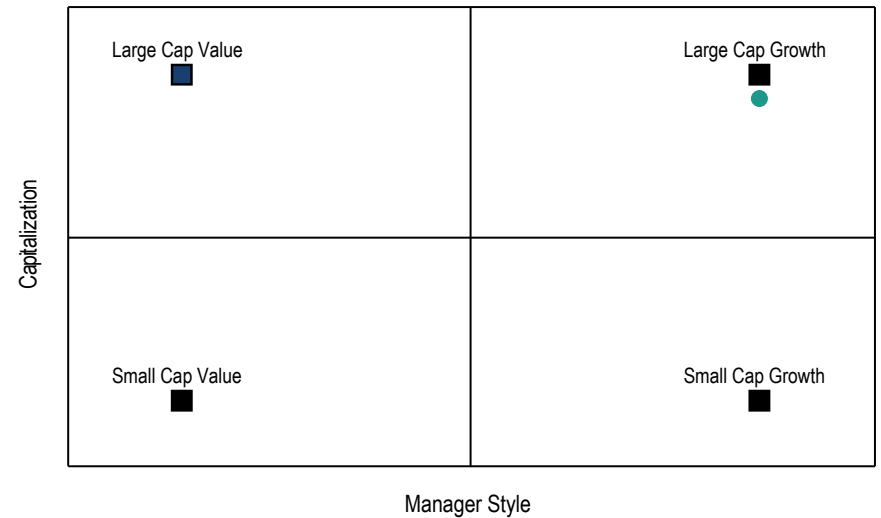 Large Cap Value
Large Cap Growth
Capitalization
Small Cap Value
Small Cap Growth
Manager Style